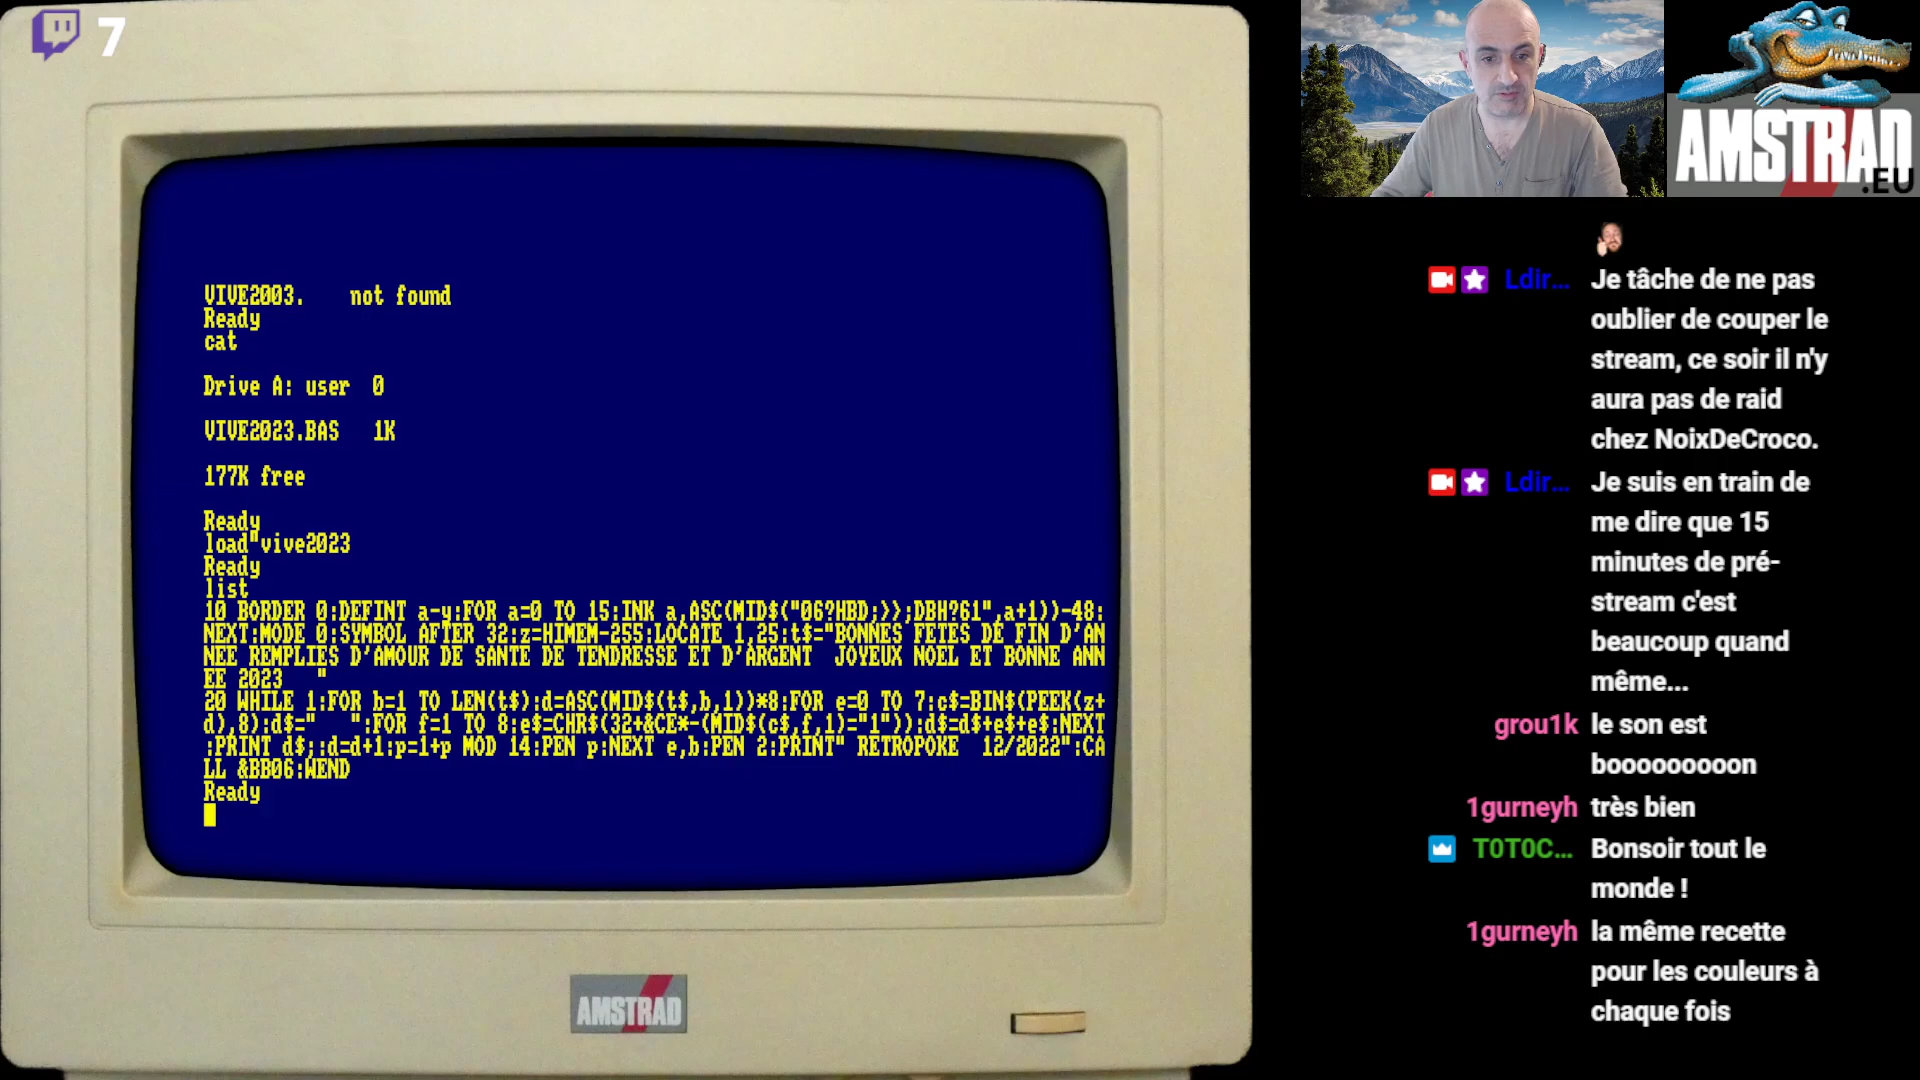 7
VIVE2003.    not found
Ready
cat
Drive A: user  0
VIVE2023.BAS   1K
177K free
Ready
load"vive2023
Ready
list
10 BORDER 0:DEFINT a-y:FOR a=0 TO 15:INK a,ASC(MID$("06?HBD;>>;DBH?61",a+1))-48:
NEXT:MODE 0:SYMBOL AFTER 32:z=HIMEM-255:LOCATE 1,25:t$="BONNES FETES DE FIN D'AN
NEE REMPLIES D'AMOUR DE SANTE DE TENDRESSE ET D'ARGENT  JOYEUX NOEL ET BONNE ANN
EE 2023   "
20 WHILE 1:FOR b=1 TO LEN(t$):d=ASC(MID$(t$,b,1))*8:FOR e=0 TO 7:c$=BIN$(PEEK(z+
d),8):d$="   ":FOR f=1 TO 8:e$=CHR$(32+&CE*-(MID$(c$,f,1)="1")):d$=d$+e$+e$:NEXT
:PRINT d$;:d=d+1:p=1+p MOD 14:PEN p:NEXT e,b:PEN 2:PRINT" RETROPOKE  12/2022":CA
LL &BB06:WEND
Ready
AMSTRAD
AMSTRAD
.EU
Ldir... Je tâche de ne pas
oublier de couper le
stream, ce soir il n'y
aura pas de raid
chez NoixDeCroco.
Ldir... Je suis en train de
me dire que 15
minutes de pré-
stream c'est
beaucoup quand
même...
grou1k le son est
booooooooon
1gurneyh très bien
T0T0C... Bonsoir tout le
monde !
1gurneyh la même recette
pour les couleurs à
chaque fois